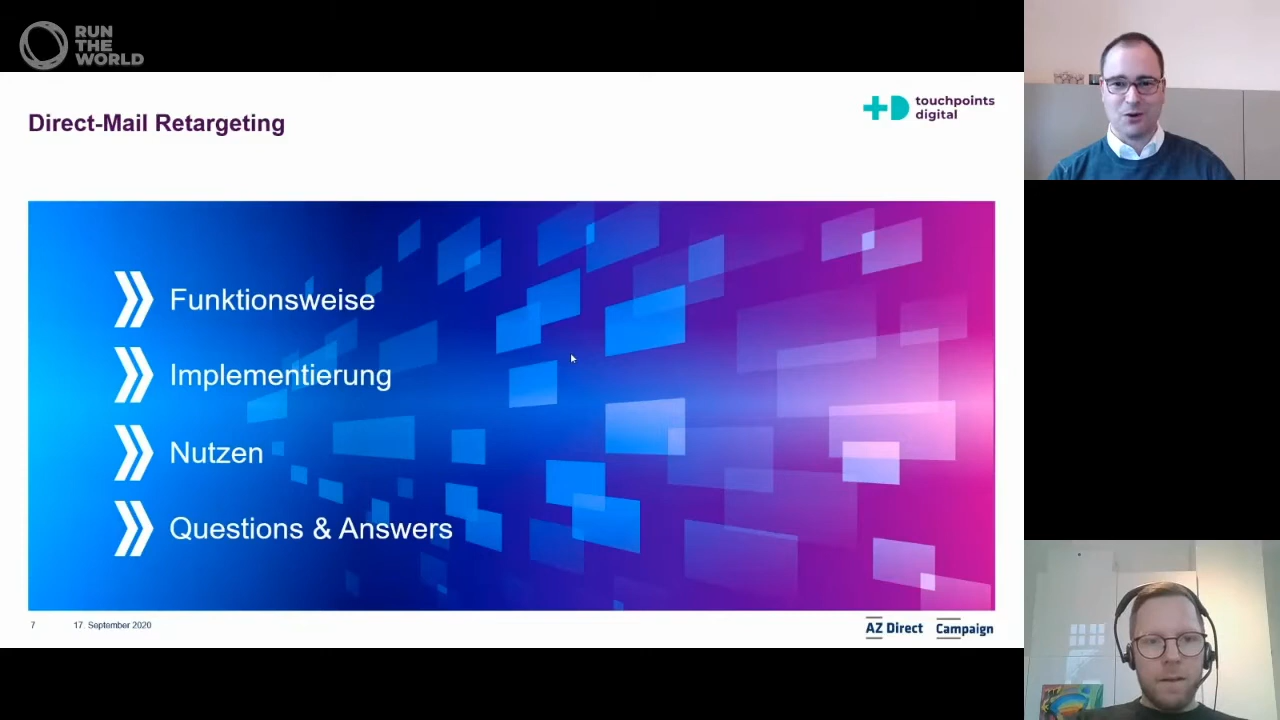 RUN
THE
WORLD
Direct-Mail Retargeting
touchpoints
digital
Funktionsweise
Implementierung
Nutzen
Questions & Answers
7
17. September 2020
AZ Direct
Campaign